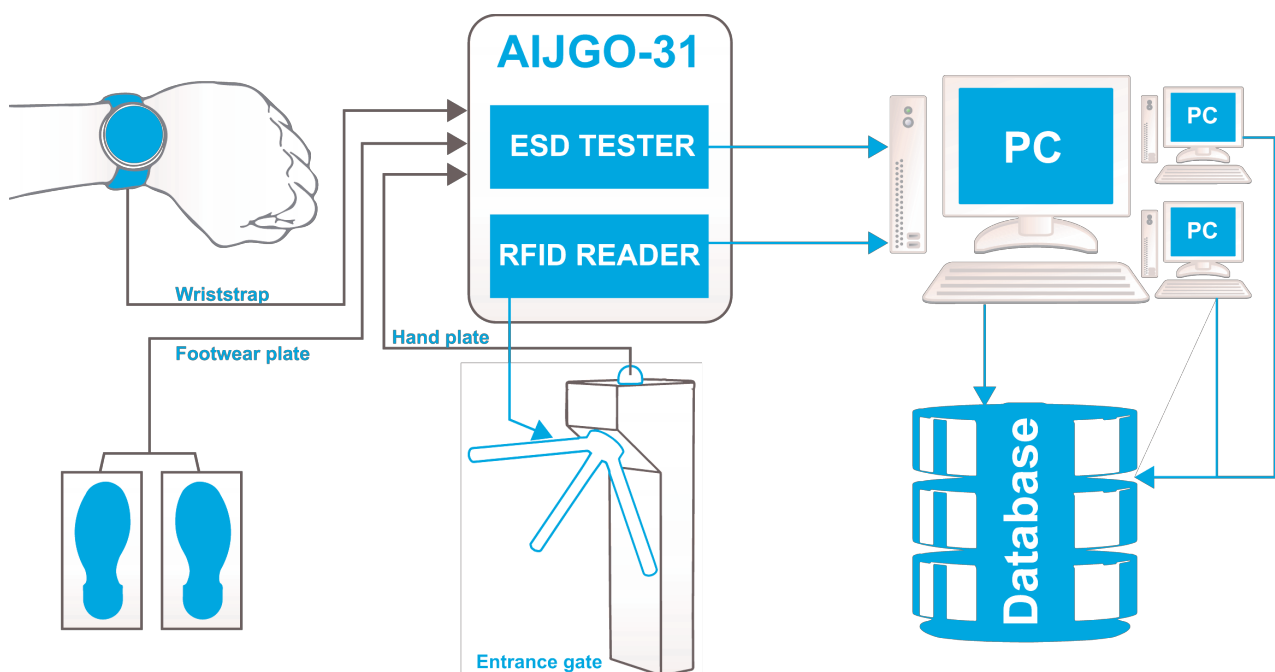 AIJGO-31
ESD TESTER
RFID READER
PC
PC
PC
Wriststrap
Footwear plate
Hand plate
Database
Entrance gate